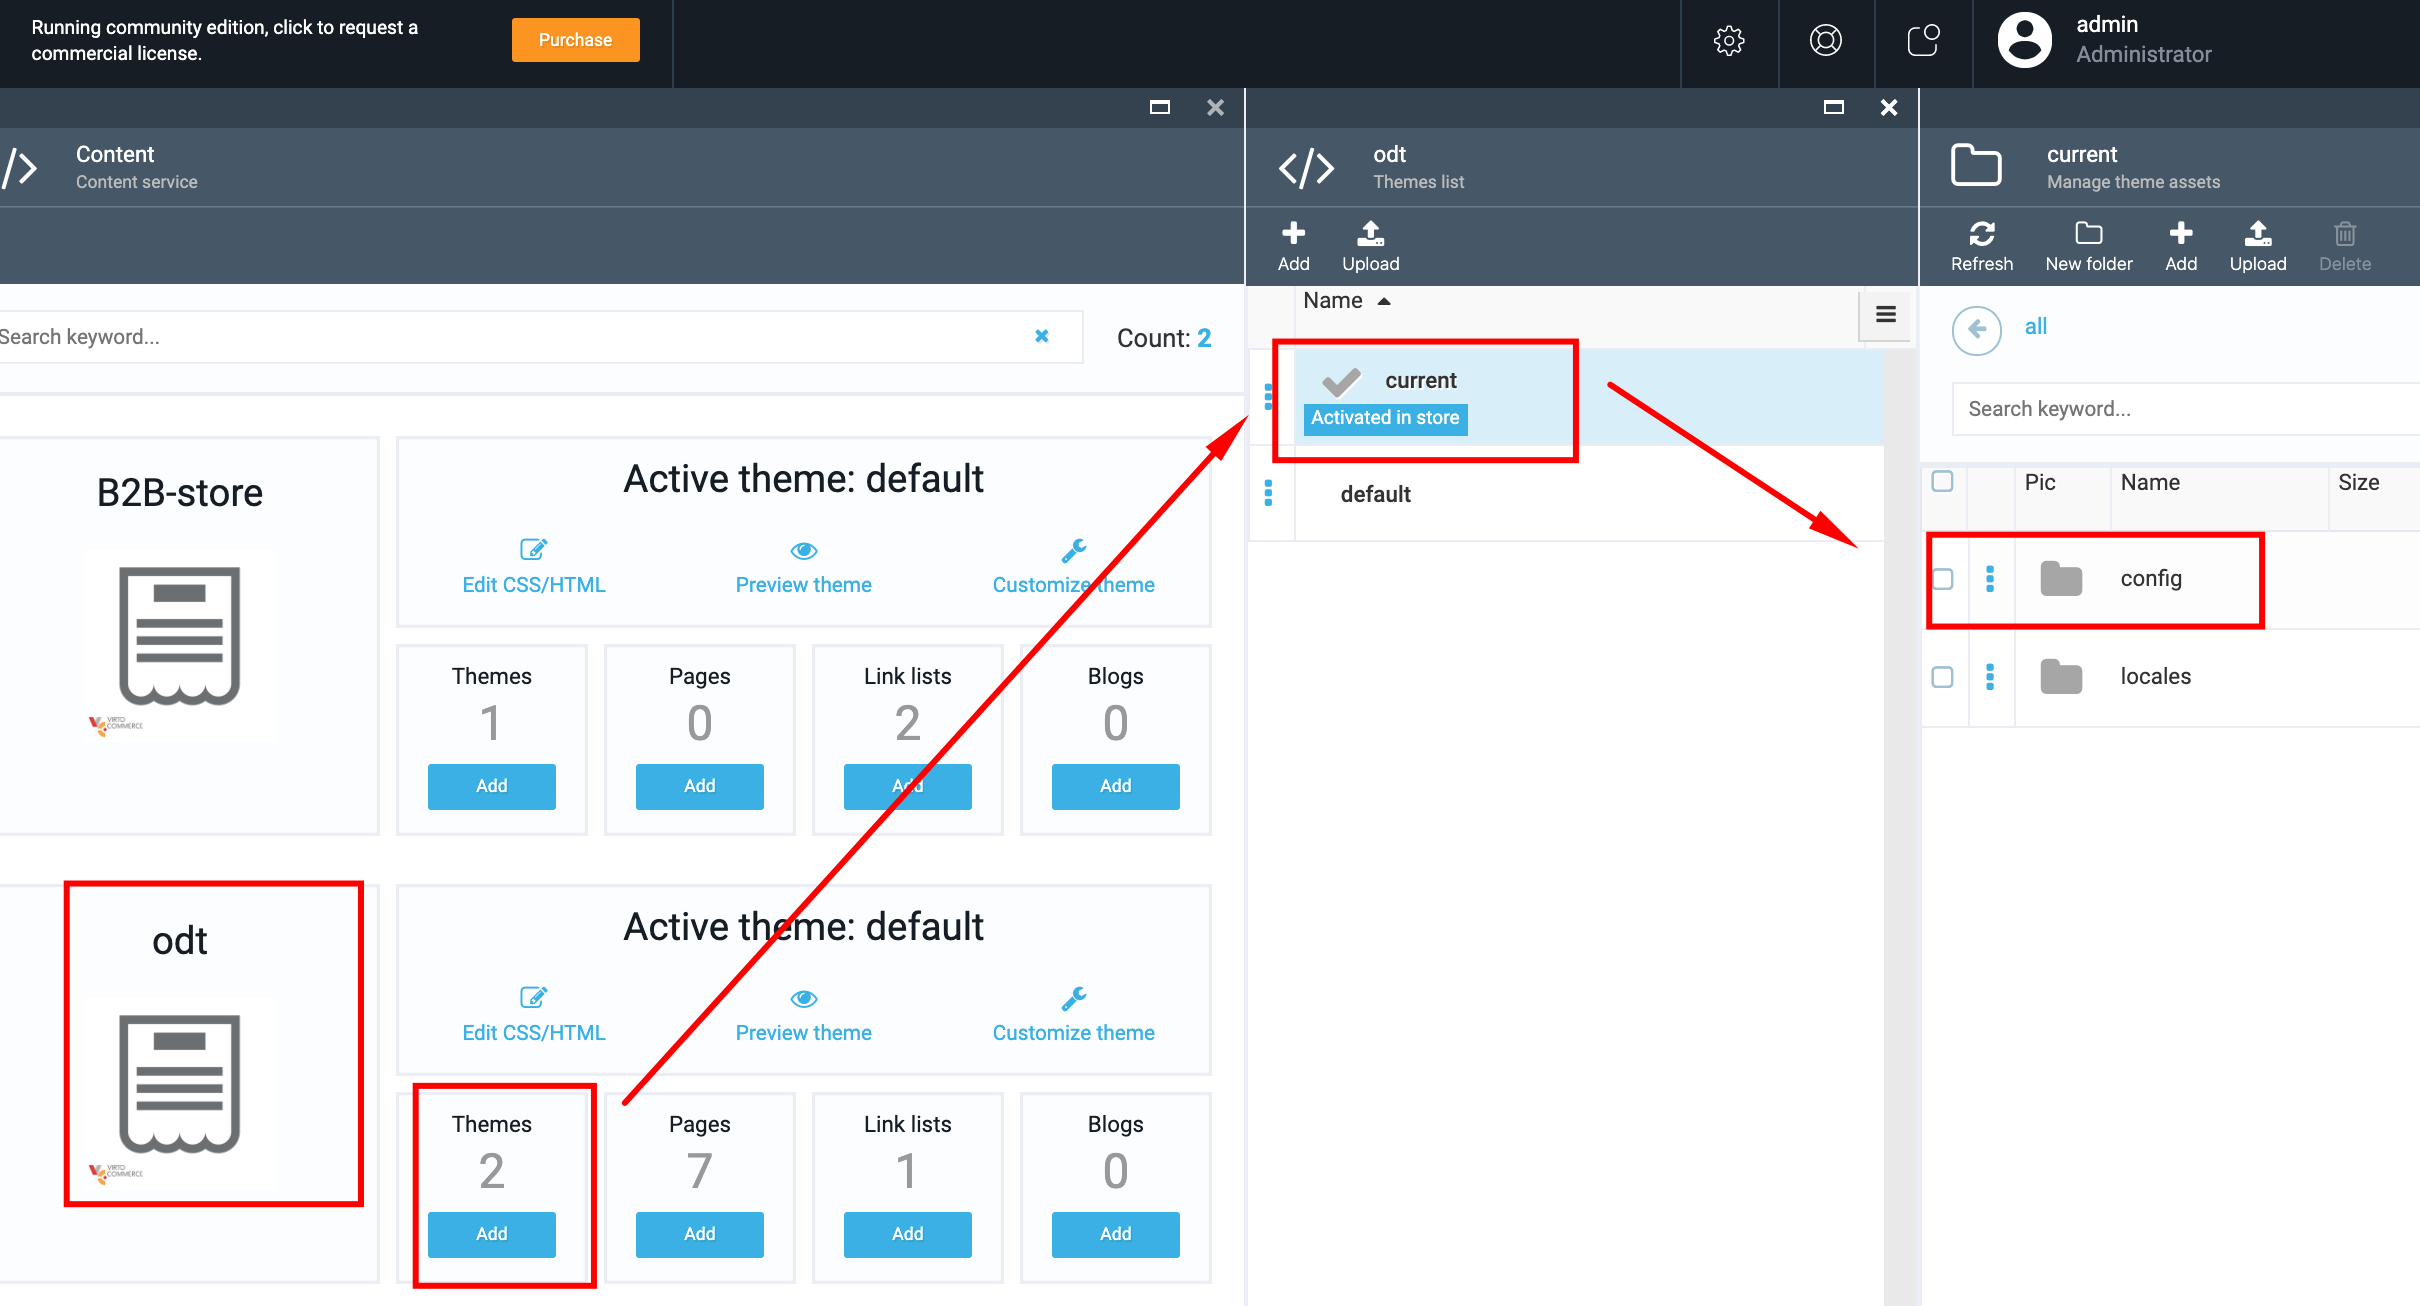 Running community edition, click to request a
commercial license.
Purchase
admin
Administrator
Content
Content service
odt
Themes list
current
Manage theme assets
Add
Upload
Refresh
New folder
Add
Upload
Delete
Search keyword...
Count: 2
Name
all
Search keyword...
current
Activated in store
default
Pic
Name
Size
config
locales
B2B-store
VIRTO
COMMERCE
Active theme: default
Edit CSS/HTML
Preview theme
Customize theme
Themes
1
Add
Pages
0
Add
Link lists
2
Add
Blogs
0
Add
odt
VIRTO
COMMERCE
Active theme: default
Edit CSS/HTML
Preview theme
Customize theme
Themes
2
Add
Pages
7
Add
Link lists
1
Add
Blogs
0
Add